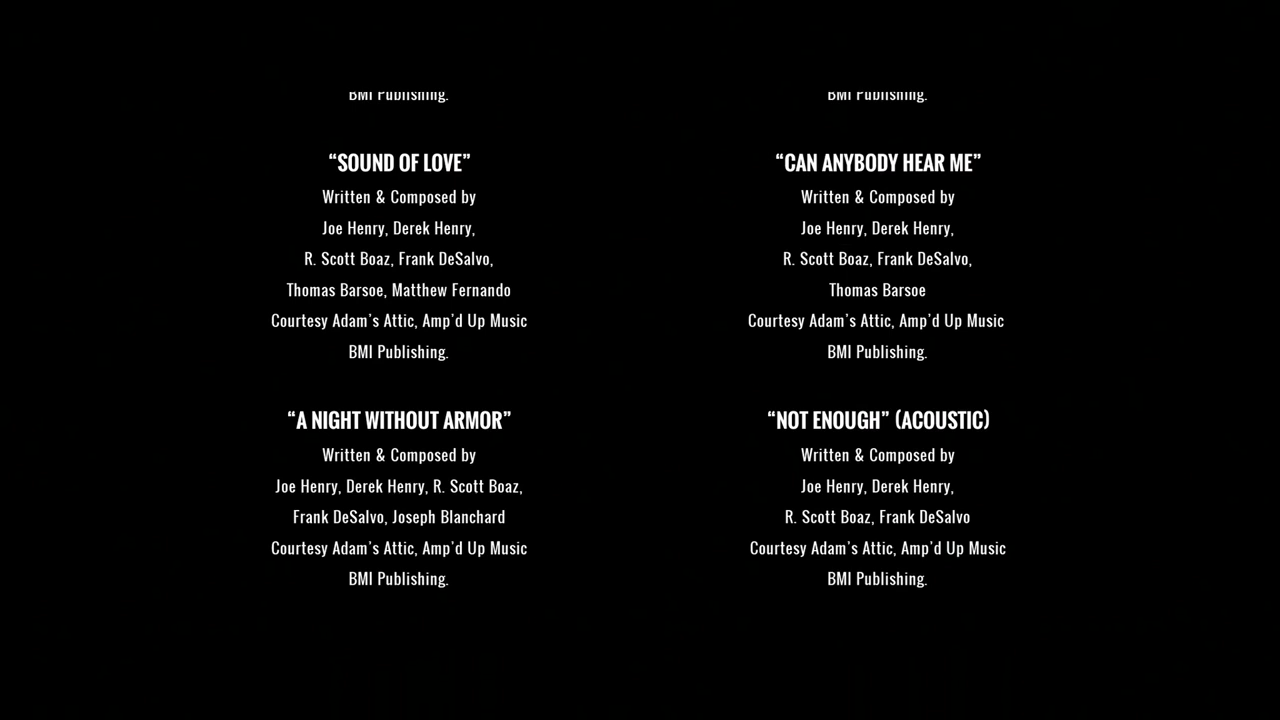 BMI Publishing.
BMI Publishing.
“SOUND OF LOVE”
Written & Composed by
Joe Henry, Derek Henry,
R. Scott Boaz, Frank DeSalvo,
Thomas Barsoe, Matthew Fernando
Courtesy Adam’s Attic, Amp’d Up Music
BMI Publishing.
“CAN ANYBODY HEAR ME”
Written & Composed by
Joe Henry, Derek Henry,
R. Scott Boaz, Frank DeSalvo,
Thomas Barsoe
Courtesy Adam’s Attic, Amp’d Up Music
BMI Publishing.
“A NIGHT WITHOUT ARMOR”
Written & Composed by
Joe Henry, Derek Henry, R. Scott Boaz,
Frank DeSalvo, Joseph Blanchard
Courtesy Adam’s Attic, Amp’d Up Music
BMI Publishing.
“NOT ENOUGH” (ACOUSTIC)
Written & Composed by
Joe Henry, Derek Henry,
R. Scott Boaz, Frank DeSalvo
Courtesy Adam’s Attic, Amp’d Up Music
BMI Publishing.